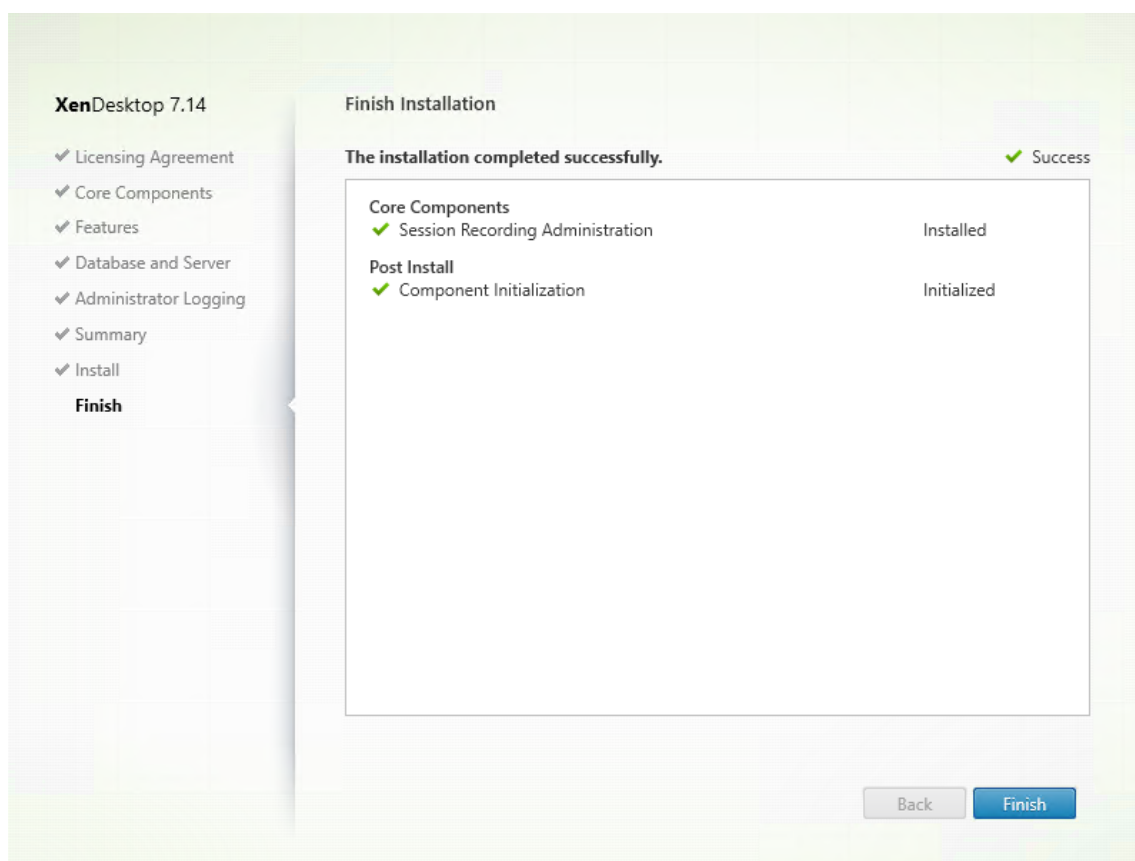 XenDesktop 7.14
Licensing Agreement
Core Components
Features
Database and Server
Administrator Logging
Summary
Install
Finish
Finish Installation
The installation completed successfully. Success
Core Components
Session Recording Administration Installed
Post Install
Component Initialization Initialized
Back Finish